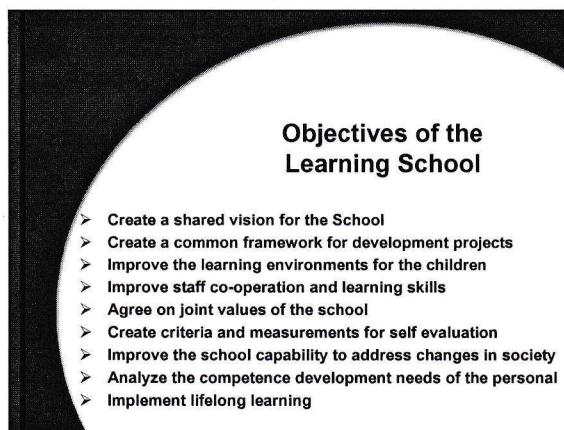 Objectives of the
Learning School
➢ Create a shared vision for the School
➢ Create a common framework for development projects
➢ Improve the learning environments for the children
➢ Improve staff co-operation and learning skills
➢ Agree on joint values of the school
➢ Create criteria and measurements for self evaluation
➢ Improve the school capability to address changes in society
➢ Analyze the competence development needs of the personal
➢ Implement lifelong learning